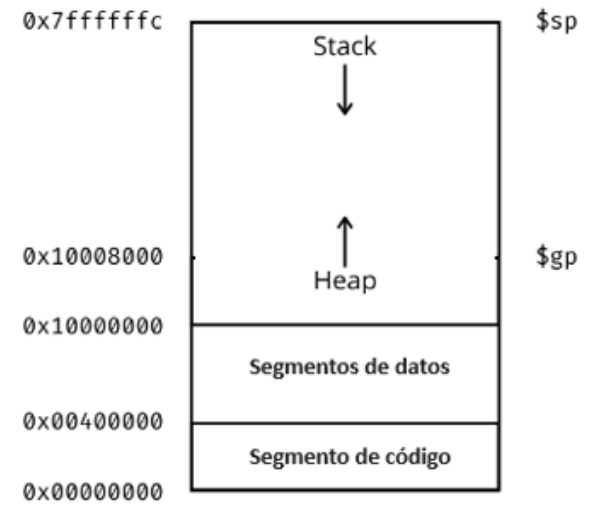 0x7ffffffc
$sp
Stack
0x10008000
$gp
Heap
0x10000000
Segmentos de datos
0x00400000
Segmento de código
0x00000000